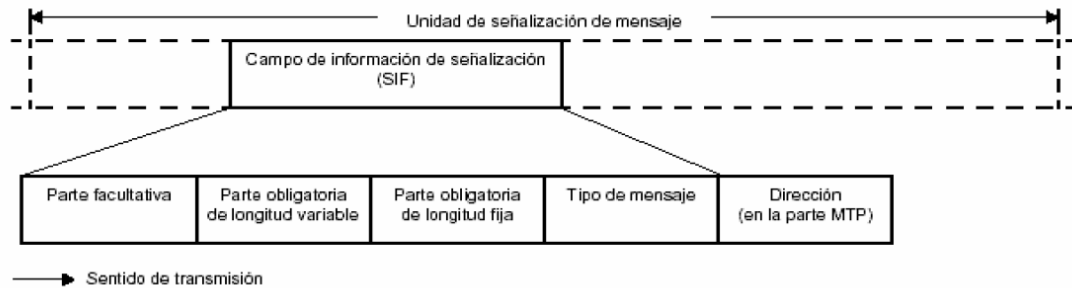 Unidad de señalización de mensaje
Campo de información de señalización
(SIF)
Parte facultativa
Parte obligatoria
de longitud variable
Parte obligatoria
de longitud fija
Tipo de mensaje
Dirección
(en la parte MTP)
Sentido de transmisión